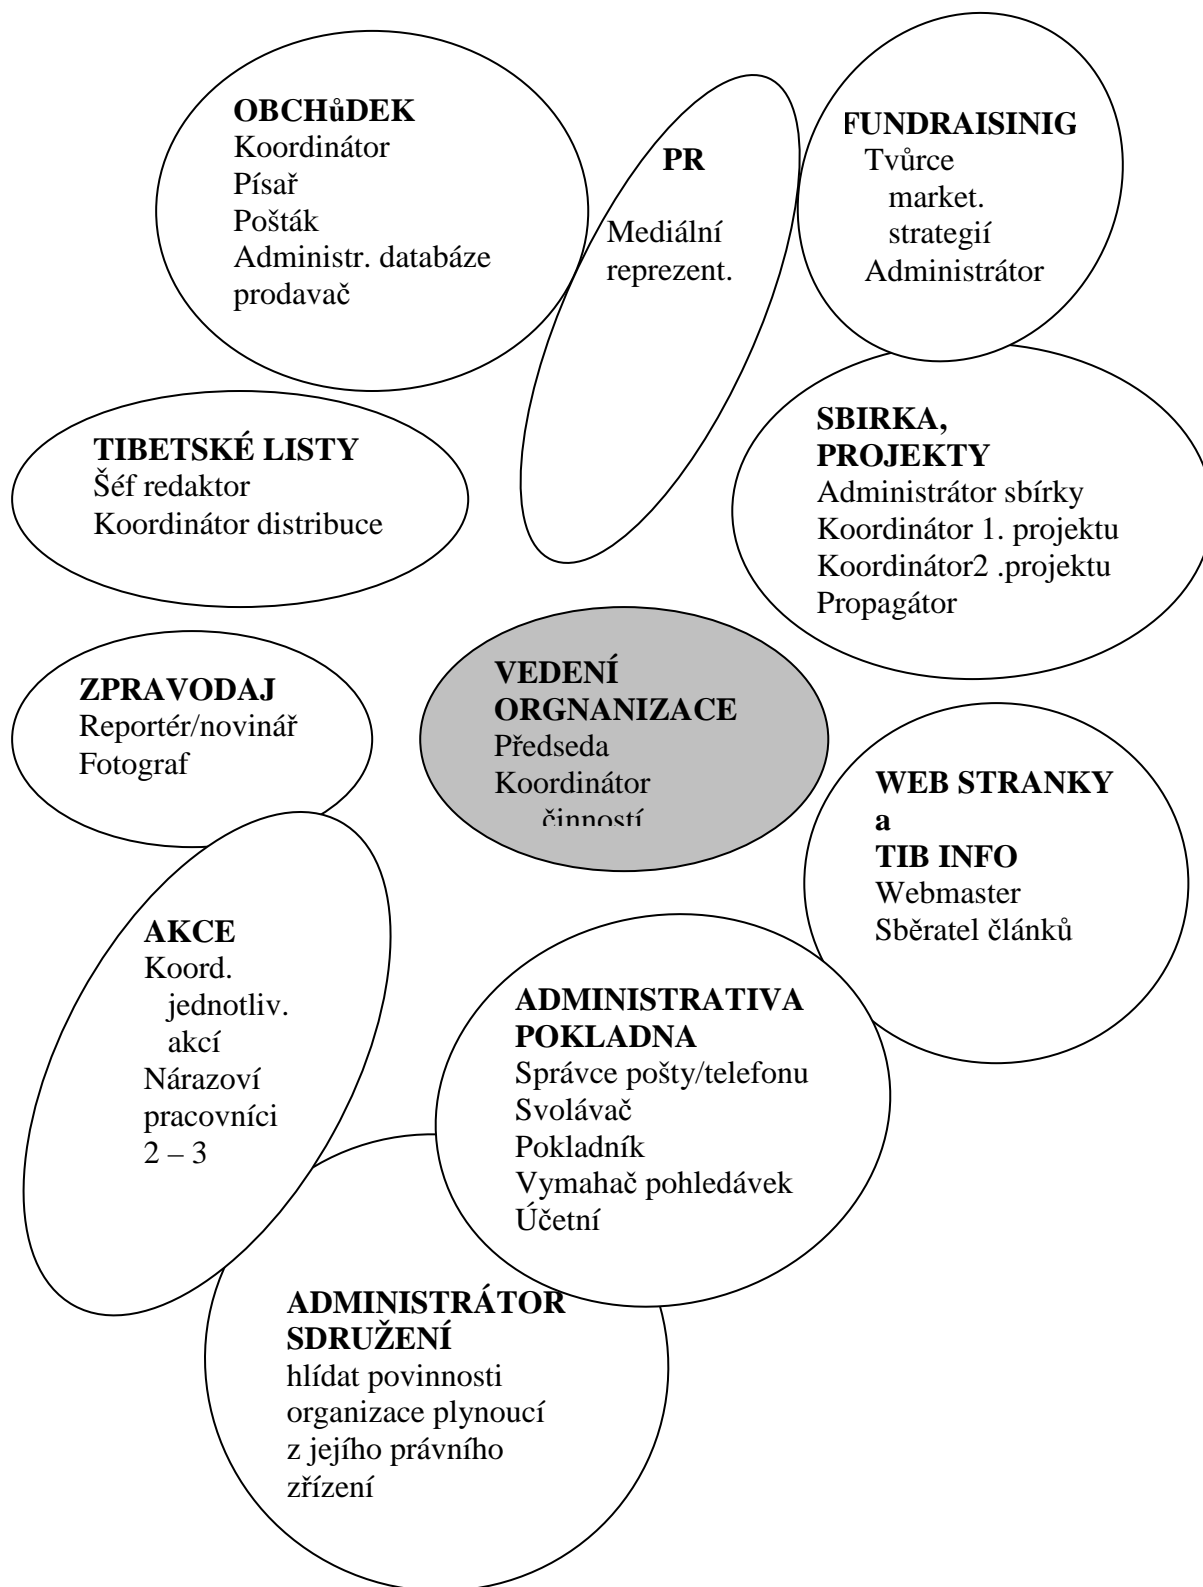 OBCHůDEK
Koordinátor
Písař
Pošták
Administr. databáze
prodavač
PR
Mediální
reprezent.
FUNDRAISINIG
Tvůrce
market.
strategií
Administrátor
TIBETSKÉ LISTY
Šéf redaktor
Koordinátor distribuce
SBIRKA,
PROJEKTY
Administrátor sbírky
Koordinátor 1. projektu
Koordinátor2 .projektu
Propagátor
ZPRAVODAJ
Reportér/novinář
Fotograf
VEDENÍ
ORGNANIZACE
Předseda
Koordinátor
činností
WEB STRANKY
a
TIB INFO
Webmaster
Sběratel článků
AKCE
Koord.
jednotliv.
akcí
Nárazoví
pracovníci
2 – 3
ADMINISTRATIVA
POKLADNA
Správce pošty/telefonu
Svolávač
Pokladník
Vymahač pohledávek
Účetní
ADMINISTRÁTOR
SDRUŽENÍ
hlídat povinnosti
organizace plynoucí
z jejího právního
zřízení